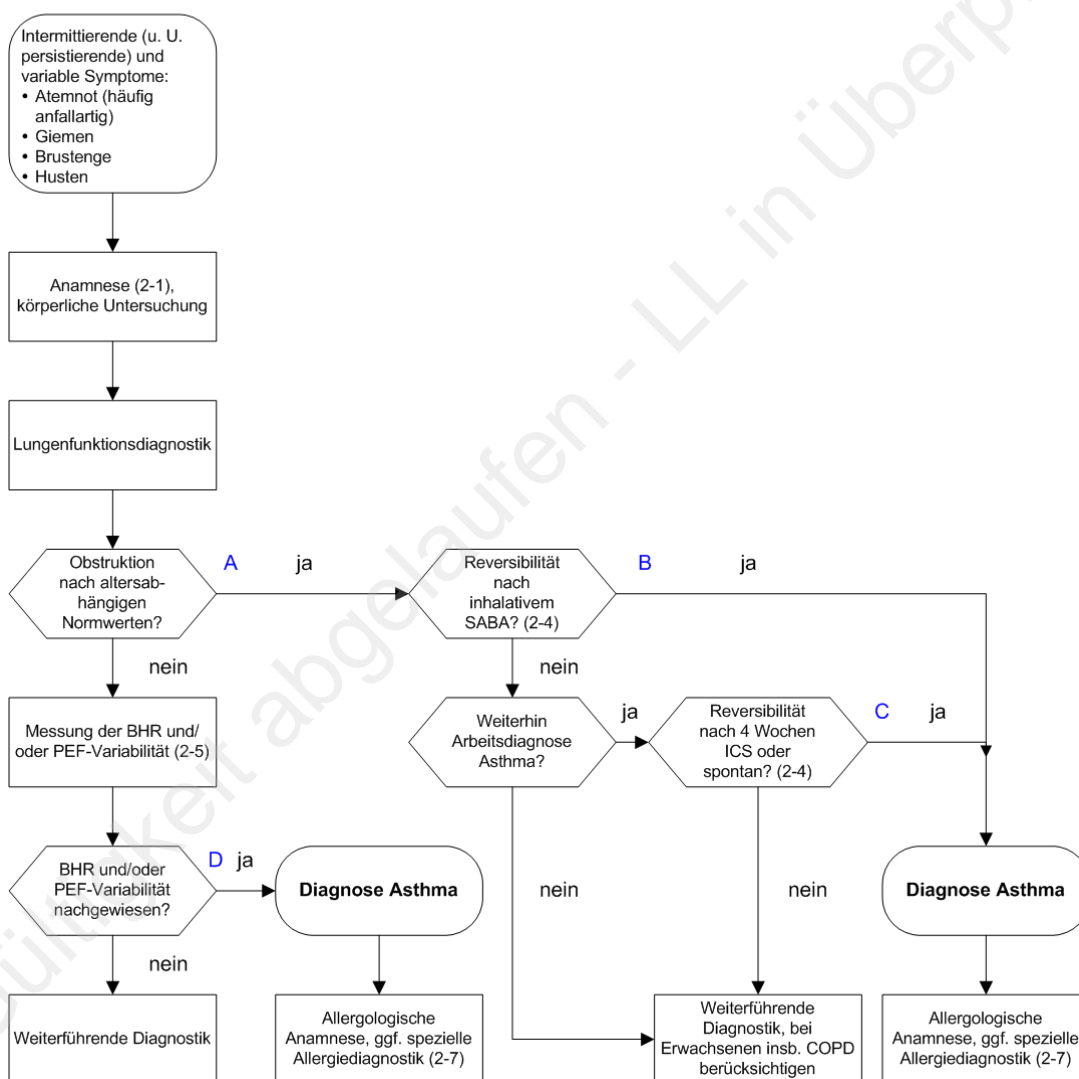 Intermittierende (u. U.
persistierende) und
variable Symptome:
• Atemnot (häufig
anfallartig)
• Giemen
• Brustenge
• Husten
Anamnese (2-1),
körperliche Untersuchung
Lungenfunktionsdiagnostik
Obstruktion
nach altersab-
hängigen
Normwerten?
A ja
Reversibilität
nach
inhalativem
SABA? (2-4)
B ja
nein
nein
Messung der BHR und/
oder PEF-Variabilität (2-5)
Weiterhin
Arbeitsdiagnose
Asthma?
ja
Reversibilität
nach 4 Wochen
ICS oder
spontan? (2-4)
C ja
BHR und/oder
PEF-Variabilität
nachgewiesen?
D ja
Diagnose Asthma
nein
nein
Diagnose Asthma
nein
Weiterführende Diagnostik
Allergologische
Anamnese, ggf. spezielle
Allergiediagnostik (2-7)
Weiterführende
Diagnostik, bei
Erwachsenen insb. COPD
berücksichtigen
Allergologische
Anamnese, ggf. spezielle
Allergiediagnostik (2-7)
Gültigkeit abgelaufen - LL in Überp